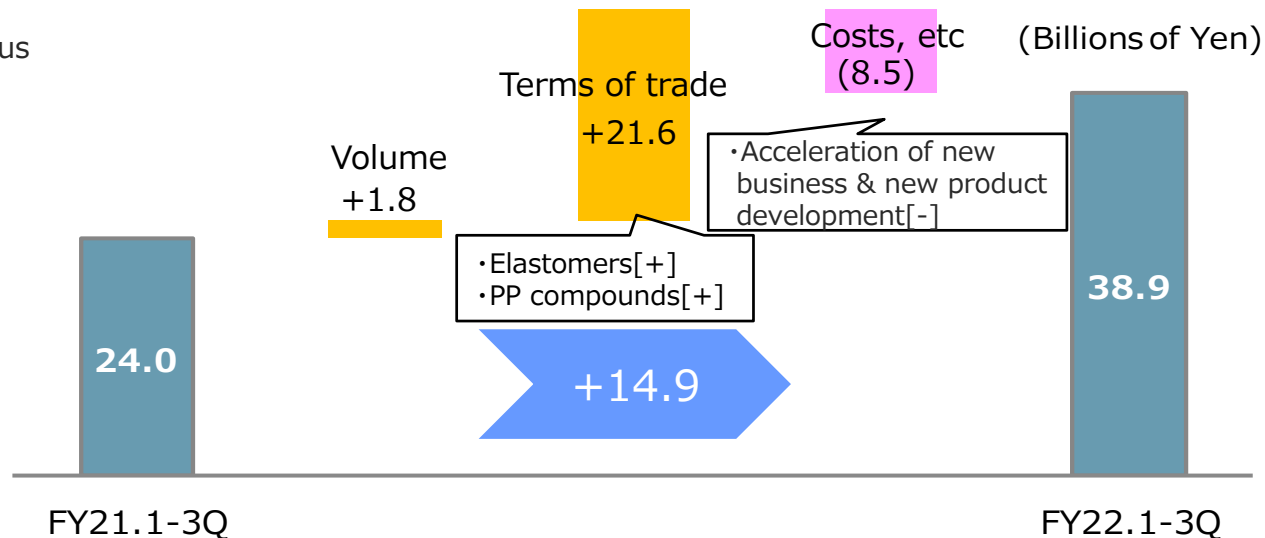 us
Costs, etc
(8.5)
(Billions of Yen)
Terms of trade
+21.6
・Acceleration of new
business & new product
development[-]
Volume
+1.8
・Elastomers[+]
・PP compounds[+]
38.9
24.0
+14.9
FY21.1-3Q
FY22.1-3Q